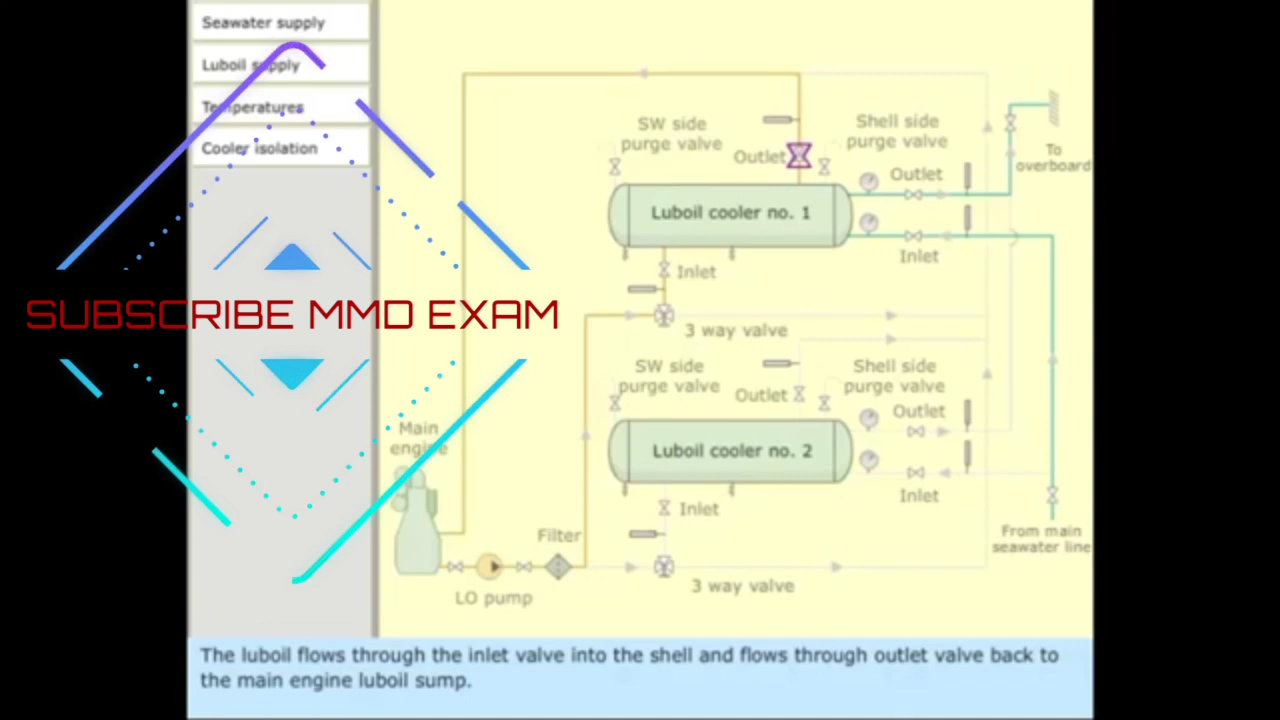 Seawater supply
Luboil supply
Temperatures
Cooler isolation
SUBSCRIBE MMD EXAM
SW side
purge valve
Outlet
Shell side
purge valve
To
overboard
Outlet
Luboil cooler no. 1
Inlet
Inlet
3 way valve
SW side
purge valve
Outlet
Shell side
purge valve
Outlet
Main
engine
Luboil cooler no. 2
Inlet
Inlet
Filter
From main
seawater line
LO pump
3 way valve
The luboil flows through the inlet valve into the shell and flows through outlet valve back to
the main engine luboil sump.